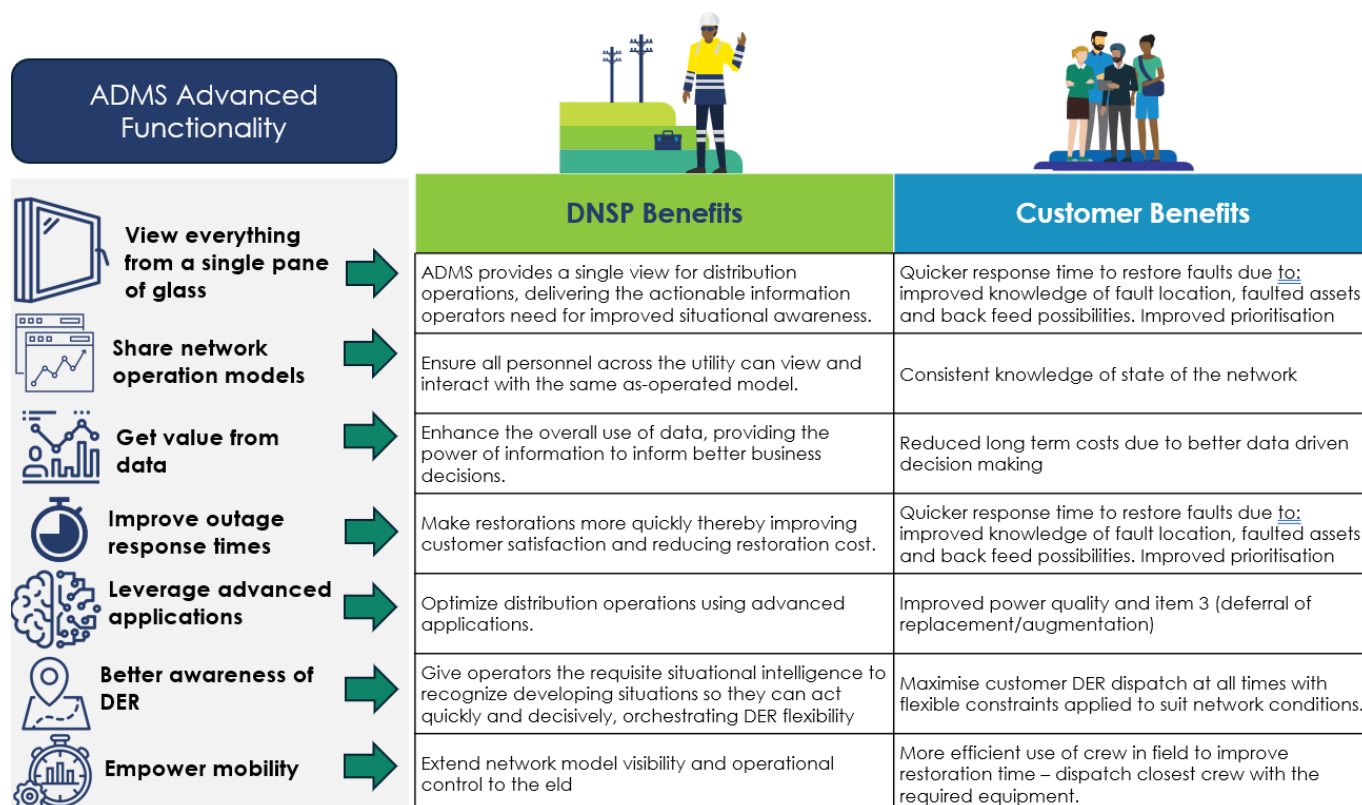 ADMS Advanced
Functionality
DNSP Benefits
Customer Benefits
View everything
from a single pane
of glass
ADMS provides a single view for distribution
operations, delivering the actionable information
operators need for improved situational awareness.
Quicker response time to restore faults due to:
improved knowledge of fault location, faulted assets
and back feed possibilities. Improved prioritisation
Share network
operation models
Ensure all personnel across the utility can view and
interact with the same as-operated model.
Consistent knowledge of state of the network
Get value from
data
Enhance the overall use of data, providing the
power of information to inform better business
decisions.
Reduced long term costs due to better data driven
decision making
Improve outage
response times
Make restorations more quickly thereby improving
customer satisfaction and reducing restoration cost.
Quicker response time to restore faults due to:
improved knowledge of fault location, faulted assets
and back feed possibilities. Improved prioritisation
Leverage advanced
applications
Optimize distribution operations using advanced
applications.
Improved power quality and item 3 (deferral of
replacement/augmentation)
Better awareness of
DER
Give operators the requisite situational intelligence to
recognize developing situations so they can act
quickly and decisively, orchestrating DER flexibility
Maximise customer DER dispatch at all times with
flexible constraints applied to suit network conditions.
Empower mobility
Extend network model visibility and operational
control to the eld
More efficient use of crew in field to improve
restoration time – dispatch closest crew with the
required equipment.